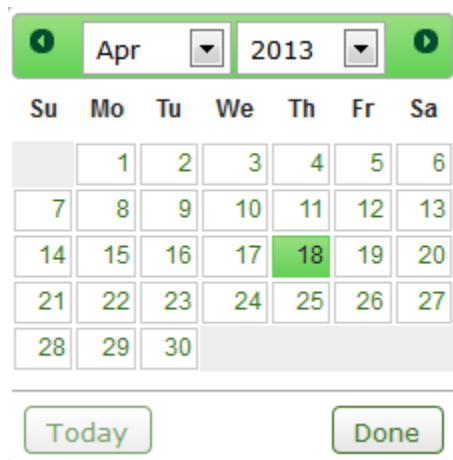 Apr 2013
Su Mo Tu We Th Fr Sa
1 2 3 4 5 6
7 8 9 10 11 12 13
14 15 16 17 18 19 20
21 22 23 24 25 26 27
28 29 30
Today Done